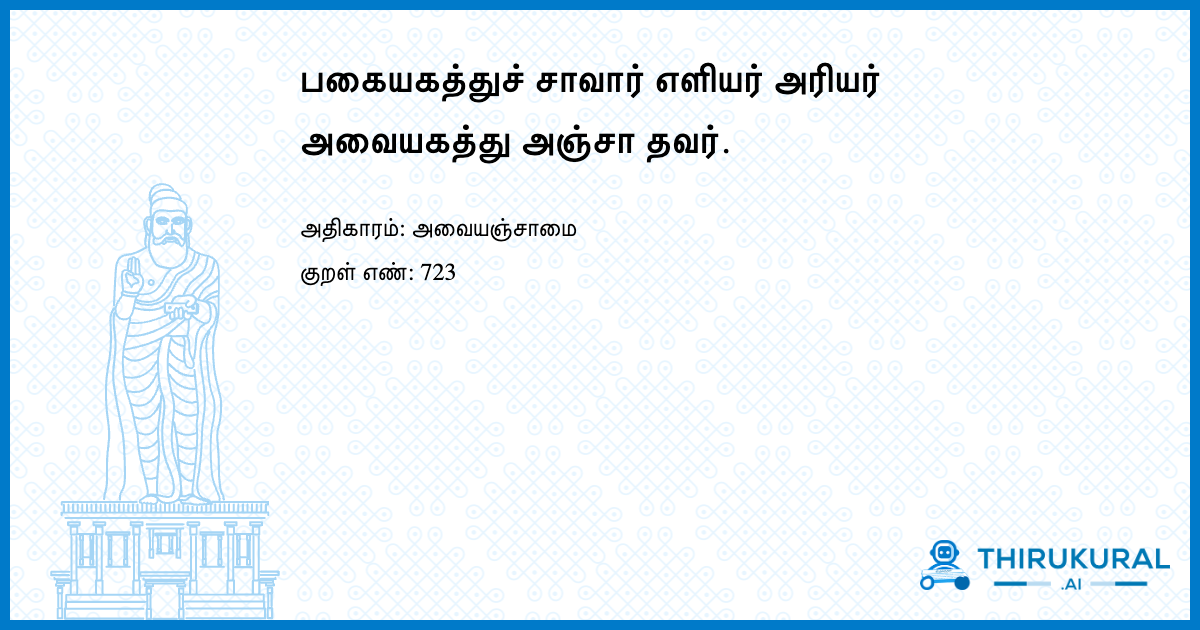 பகையகத்துச் சாவார் எளியர் அரியர்
அவையகத்து அஞ்சா தவர்.
அதிகாரம்: அவையஞ்சாமை
குறள் எண்: 723
THIRUKURAL
.AI